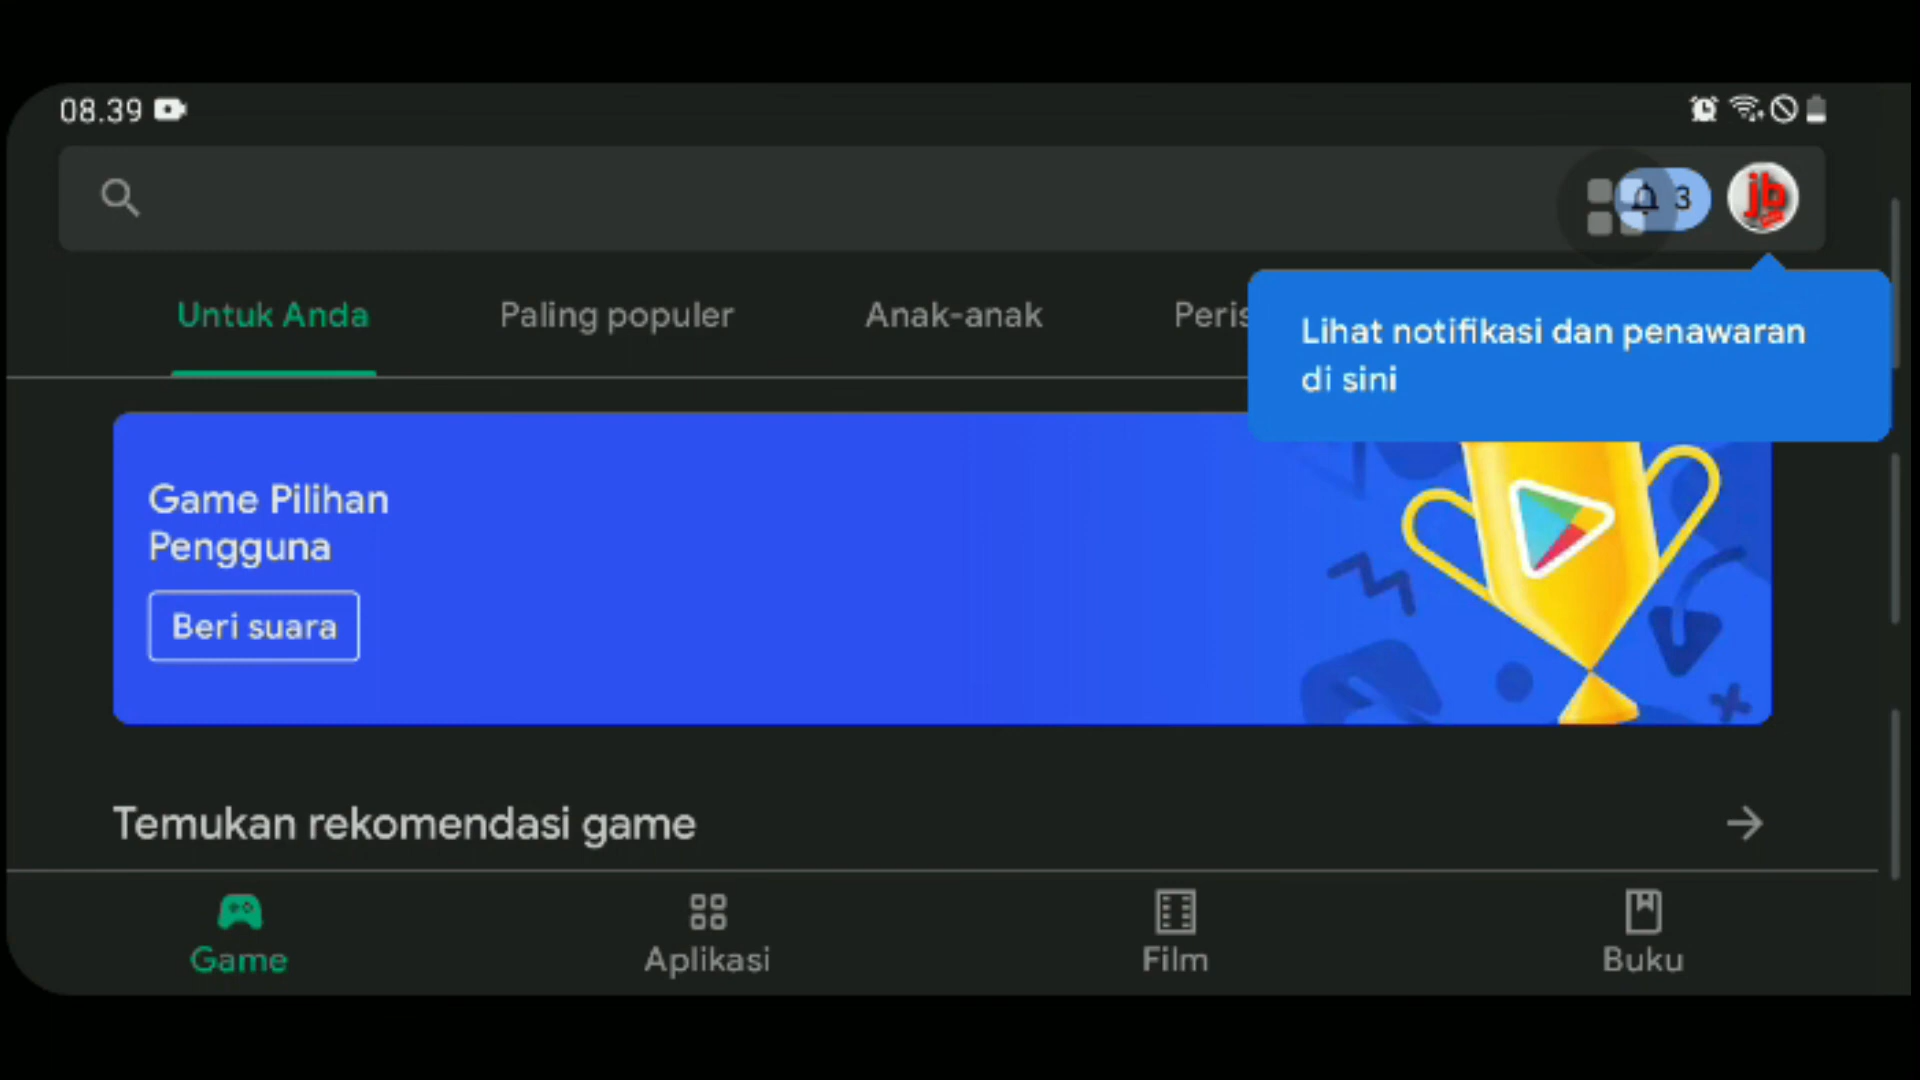 08.39
3
jb
Untuk Anda
Paling populer
Anak-anak
Peris
Lihat notifikasi dan penawaran
di sini
Game Pilihan
Pengguna
Beri suara
Temukan rekomendasi game
Game
Aplikasi
Film
Buku